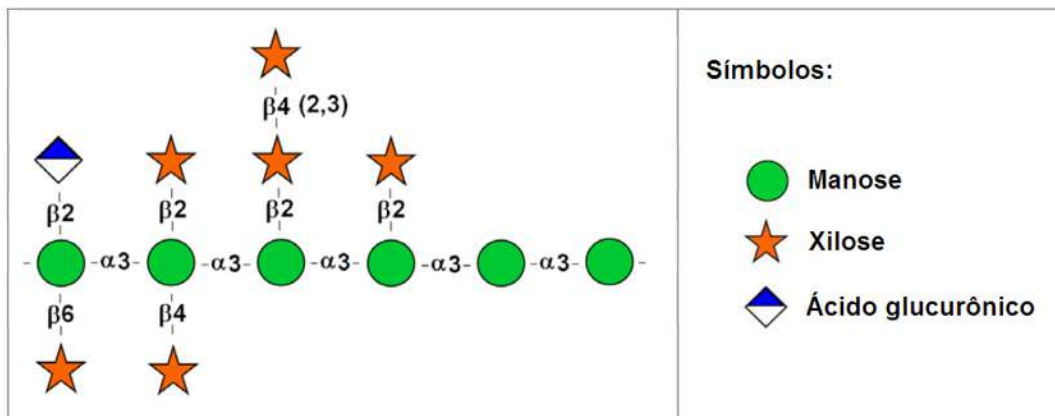 β4 (2,3)
β2 β2 β2 β2
α3 α3 α3 α3 α3
β6 β4
Símbolos:
Manose
Xilose
Ácido glucurônico